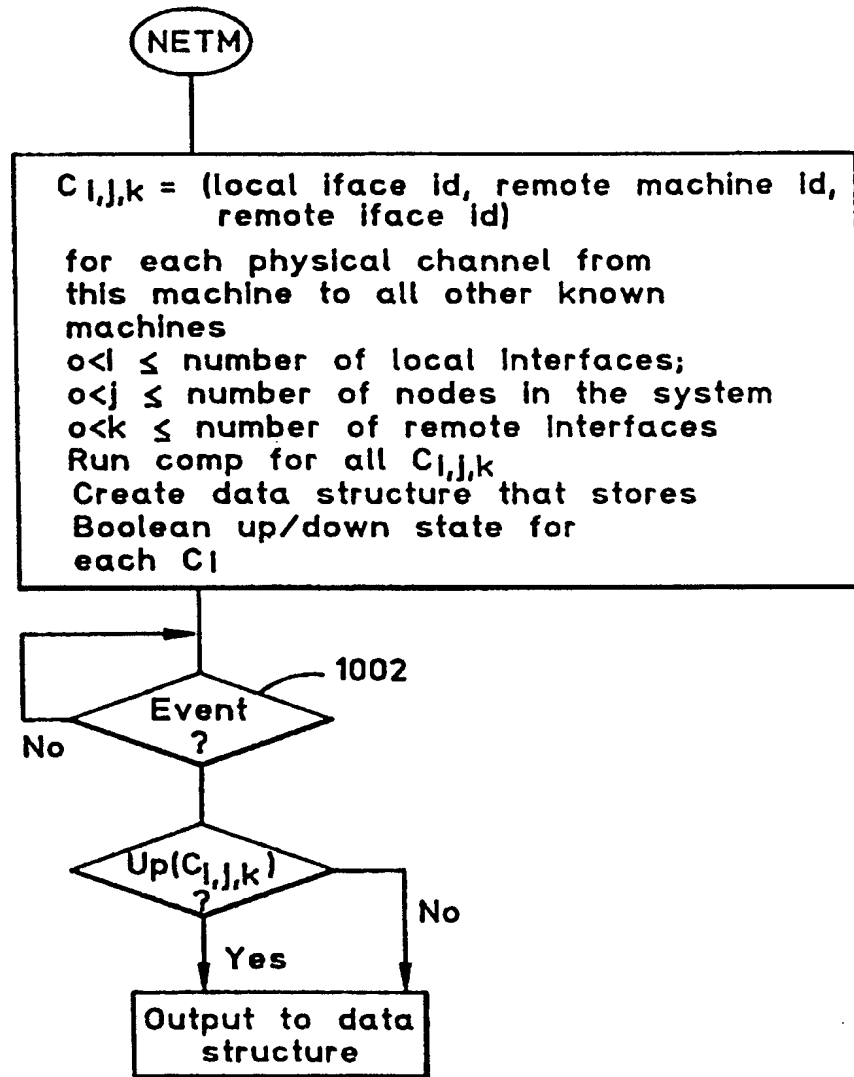 NETM
C i,j,k = (local iface id, remote machine id,
remote iface id)
for each physical channel from
this machine to all other known
machines
o<i ≤ number of local interfaces;
o<j ≤ number of nodes in the system
o<k ≤ number of remote interfaces
Run comp for all Ci,j,k
Create data structure that stores
Boolean up/down state for
each Ci
1002
Event
?
No
Up(Ci,j,k)
?
No
Yes
Output to data
structure